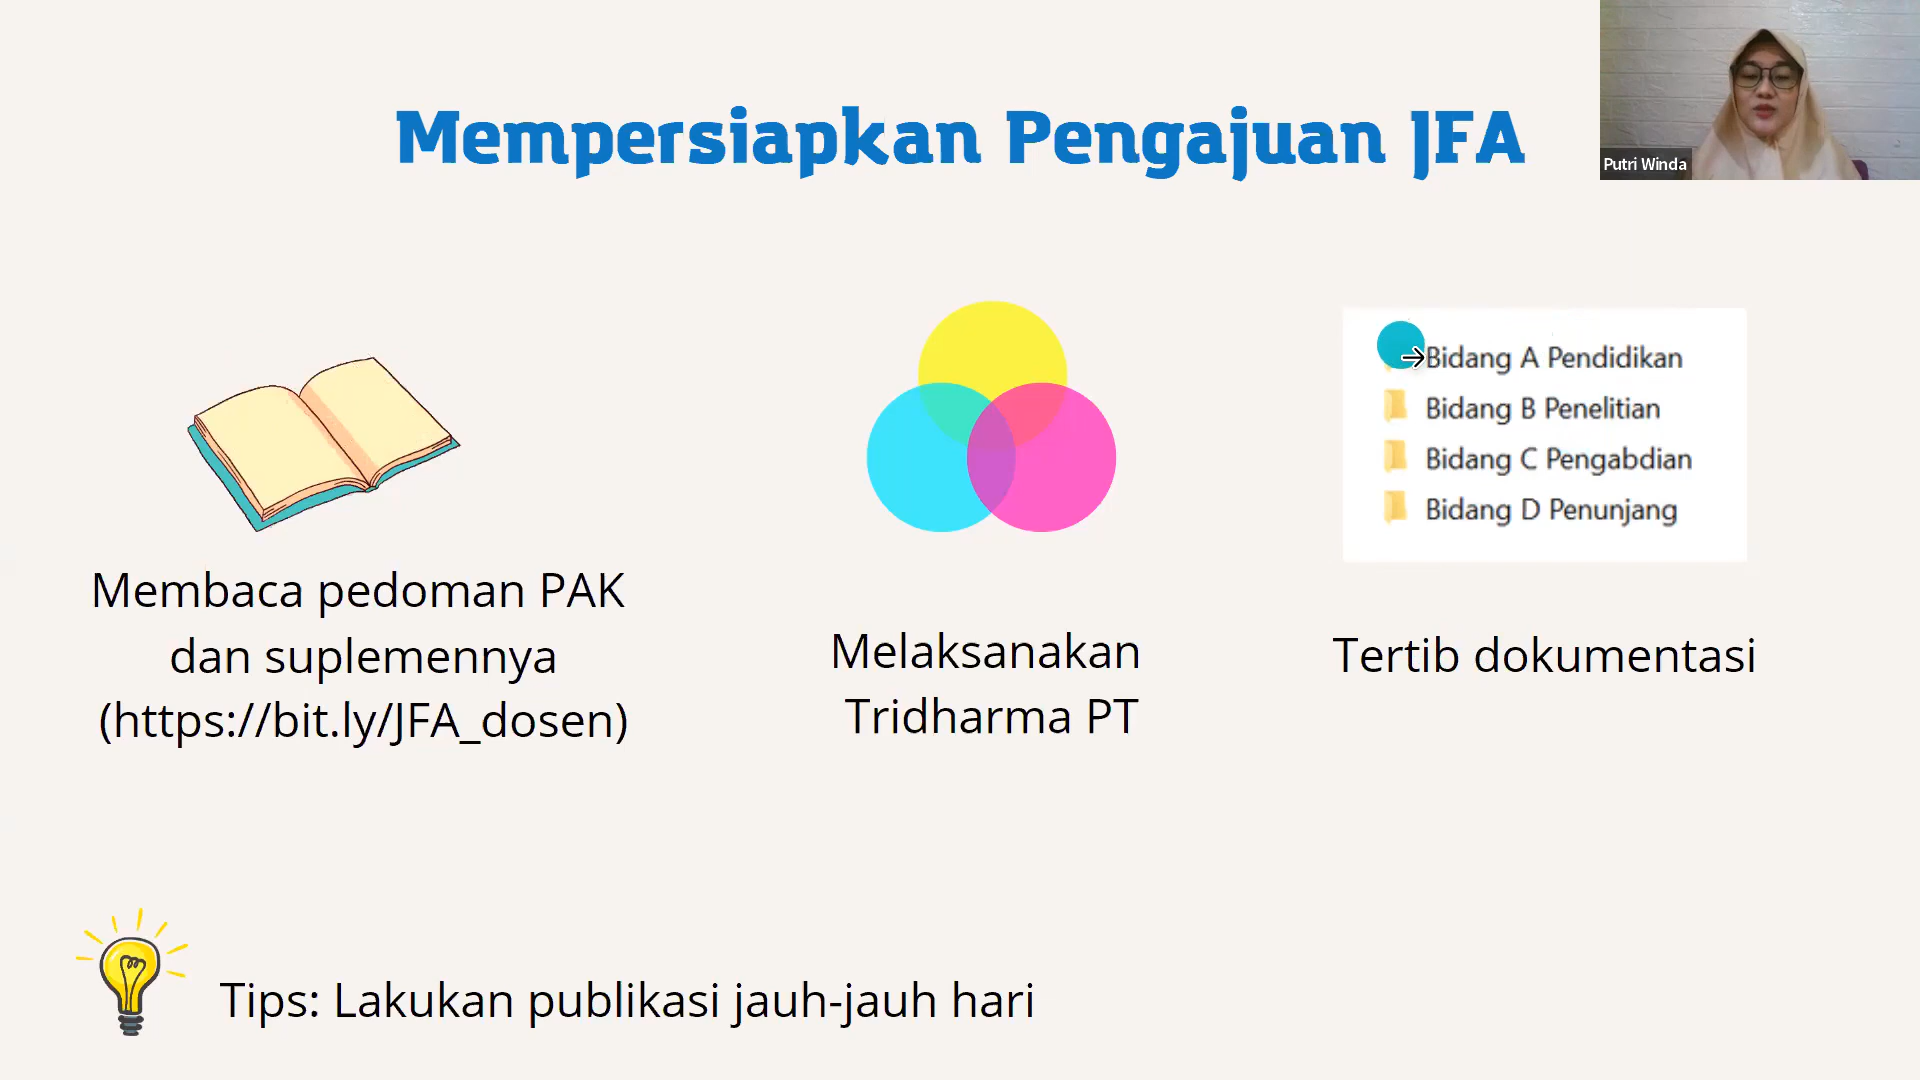 Mempersiapkan Pengajuan JFA
Putri Winda
Membaca pedoman PAK
dan suplemennya
(https://bit.ly/JFA_dosen)
Melaksanakan
Tridharma PT
Bidang A Pendidikan
Bidang B Penelitian
Bidang C Pengabdian
Bidang D Penunjang
Tertib dokumentasi
Tips: Lakukan publikasi jauh-jauh hari